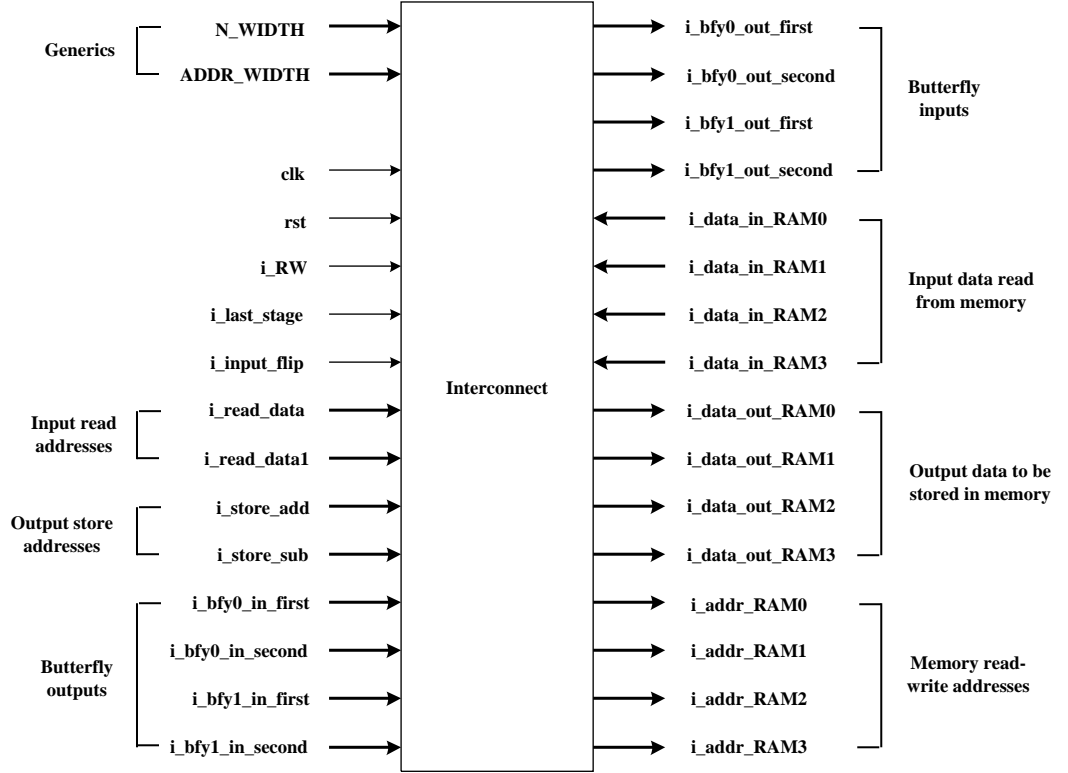 Generics
N_WIDTH
ADDR_WIDTH
clk
rst
i_RW
i_last_stage
i_input_flip
Input read
addresses
i_read_data
i_read_data1
Output store
addresses
i_store_add
i_store_sub
Butterfly
outputs
i_bfy0_in_first
i_bfy0_in_second
i_bfy1_in_first
i_bfy1_in_second
Interconnect
i_bfy0_out_first
i_bfy0_out_second
i_bfy1_out_first
i_bfy1_out_second
Butterfly
inputs
i_data_in_RAM0
i_data_in_RAM1
i_data_in_RAM2
i_data_in_RAM3
Input data read
from memory
i_data_out_RAM0
i_data_out_RAM1
i_data_out_RAM2
i_data_out_RAM3
Output data to be
stored in memory
i_addr_RAM0
i_addr_RAM1
i_addr_RAM2
i_addr_RAM3
Memory read-
write addresses